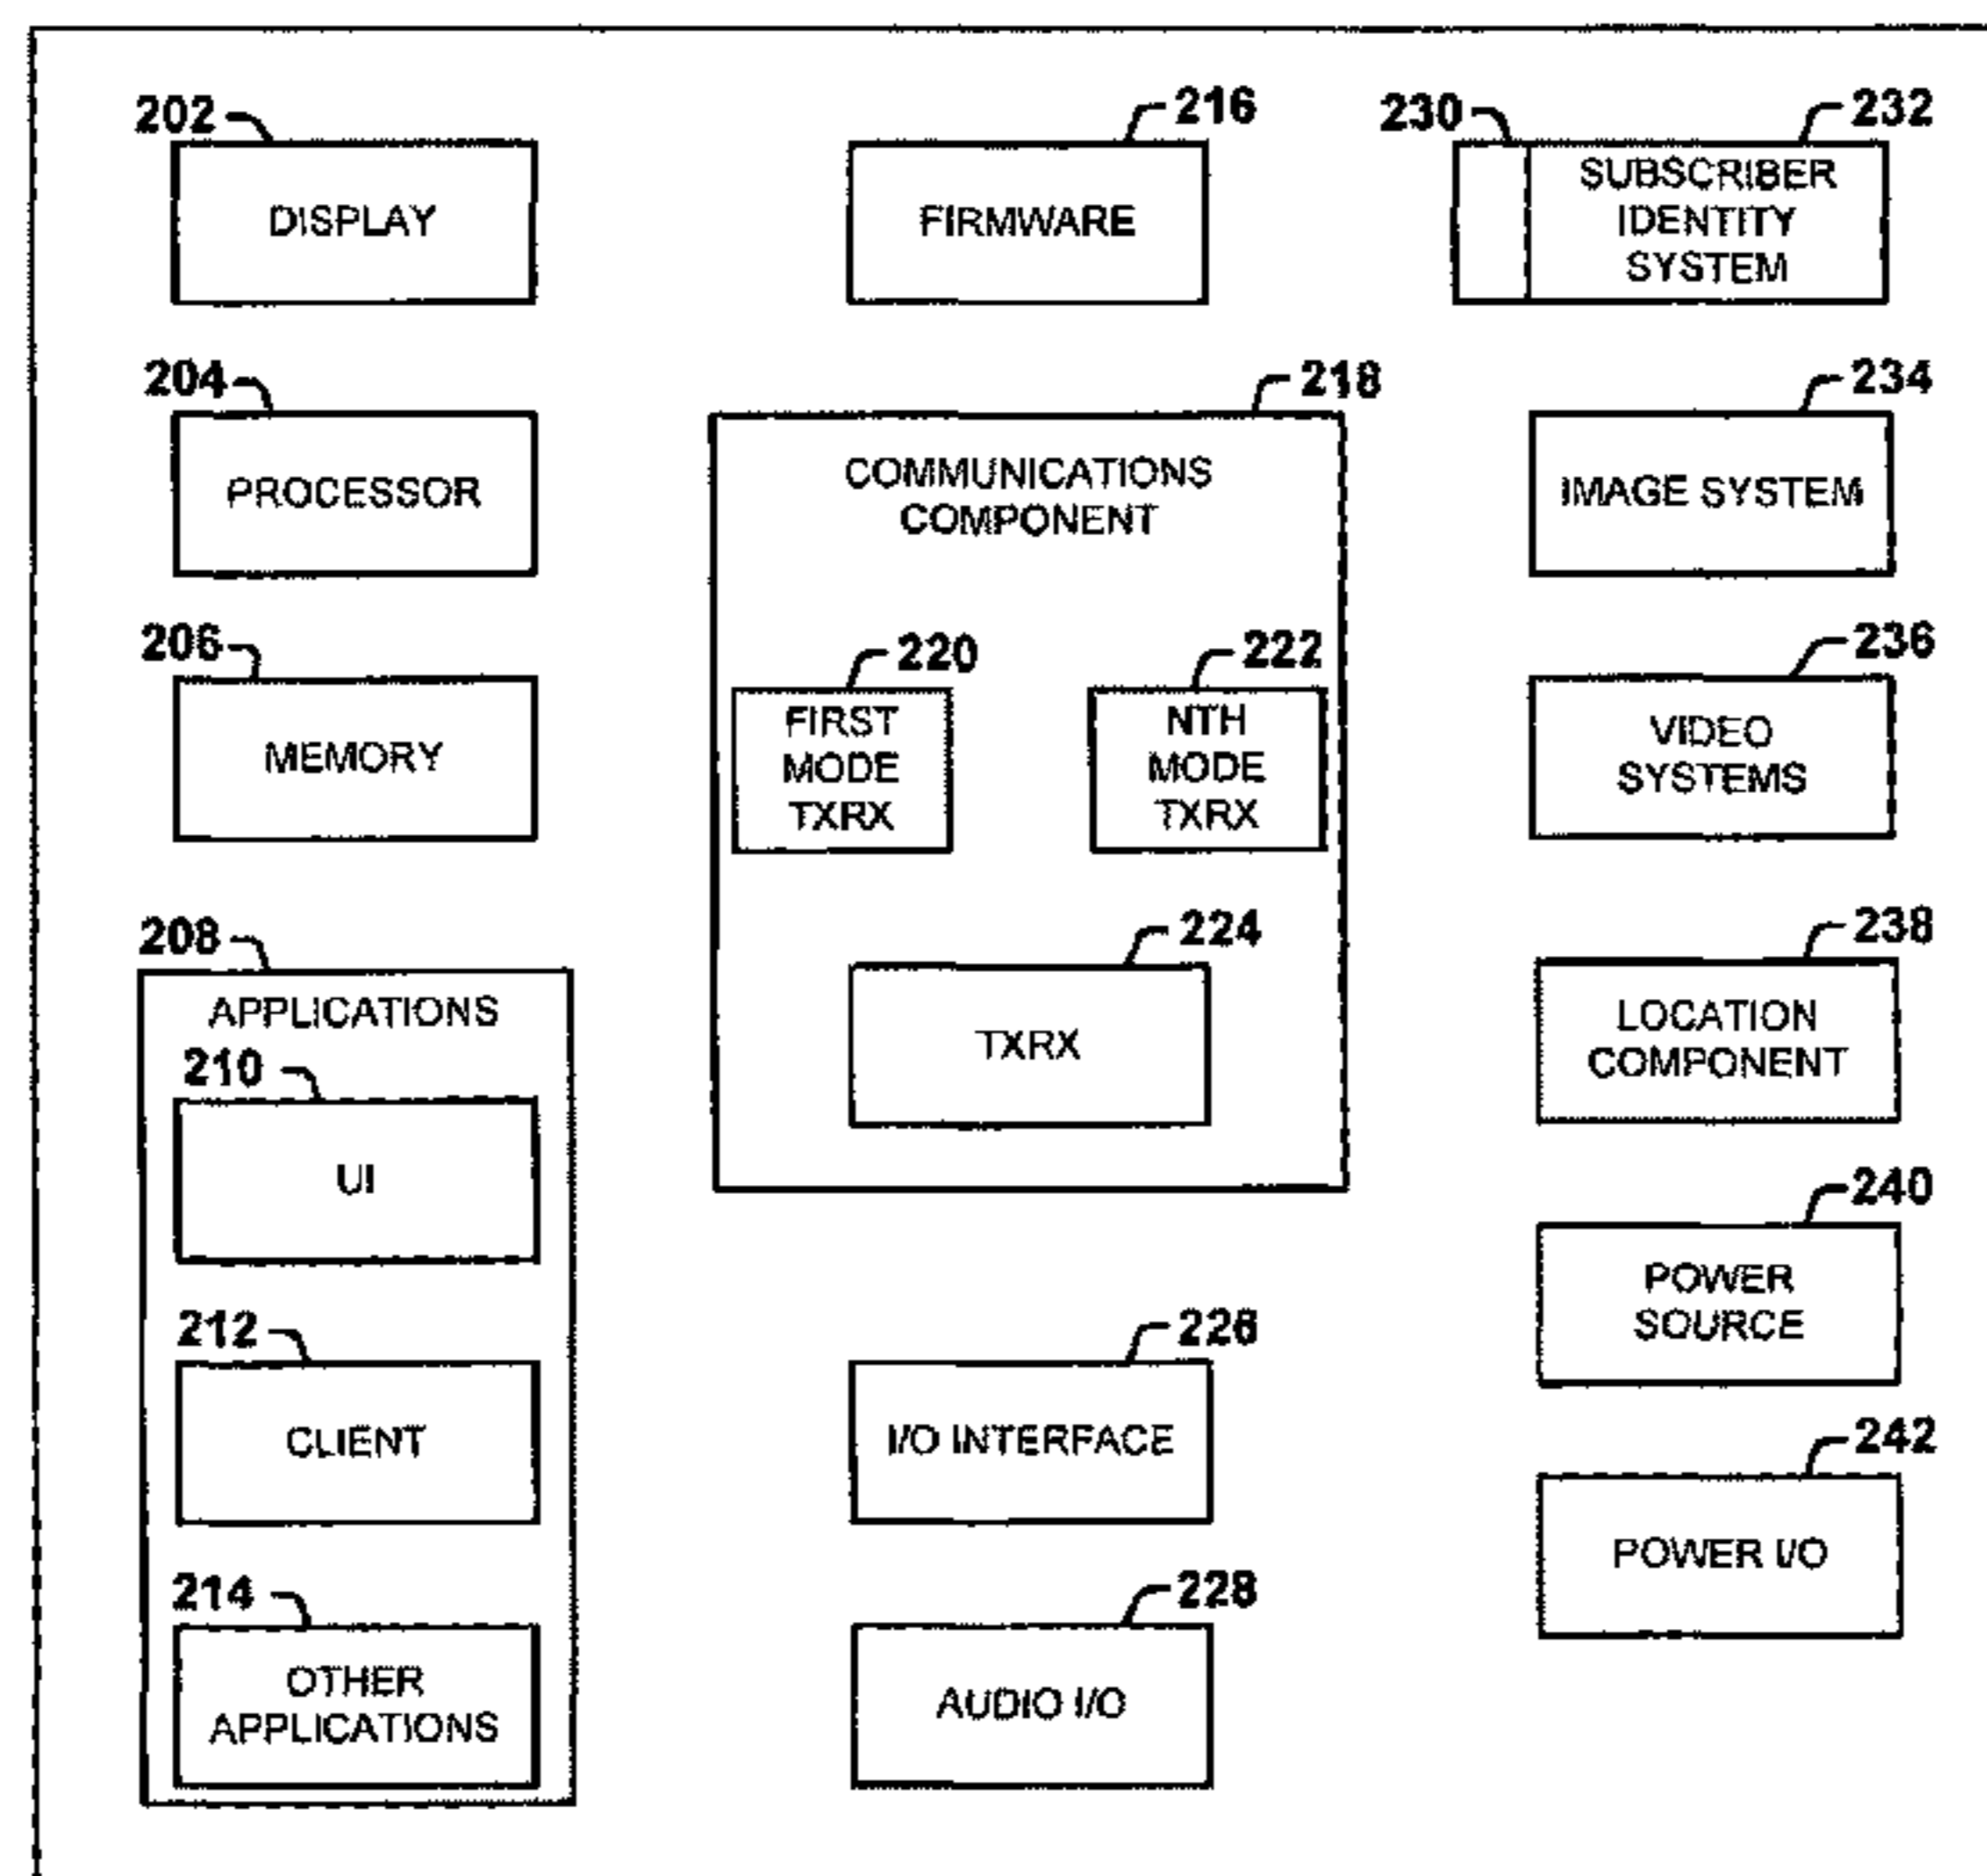 202
DISPLAY
204
PROCESSOR
206
MEMORY
208
APPLICATIONS
210
UI
212
CLIENT
214
OTHER
APPLICATIONS
216
FIRMWARE
218
COMMUNICATIONS
COMPONENT
220
FIRST
MODE
TXRX
222
NTH
MODE
TXRX
224
TXRX
226
I/O INTERFACE
228
AUDIO I/O
230
232
SUBSCRIBER
IDENTITY
SYSTEM
234
IMAGE SYSTEM
236
VIDEO
SYSTEMS
238
LOCATION
COMPONENT
240
POWER
SOURCE
242
POWER I/O